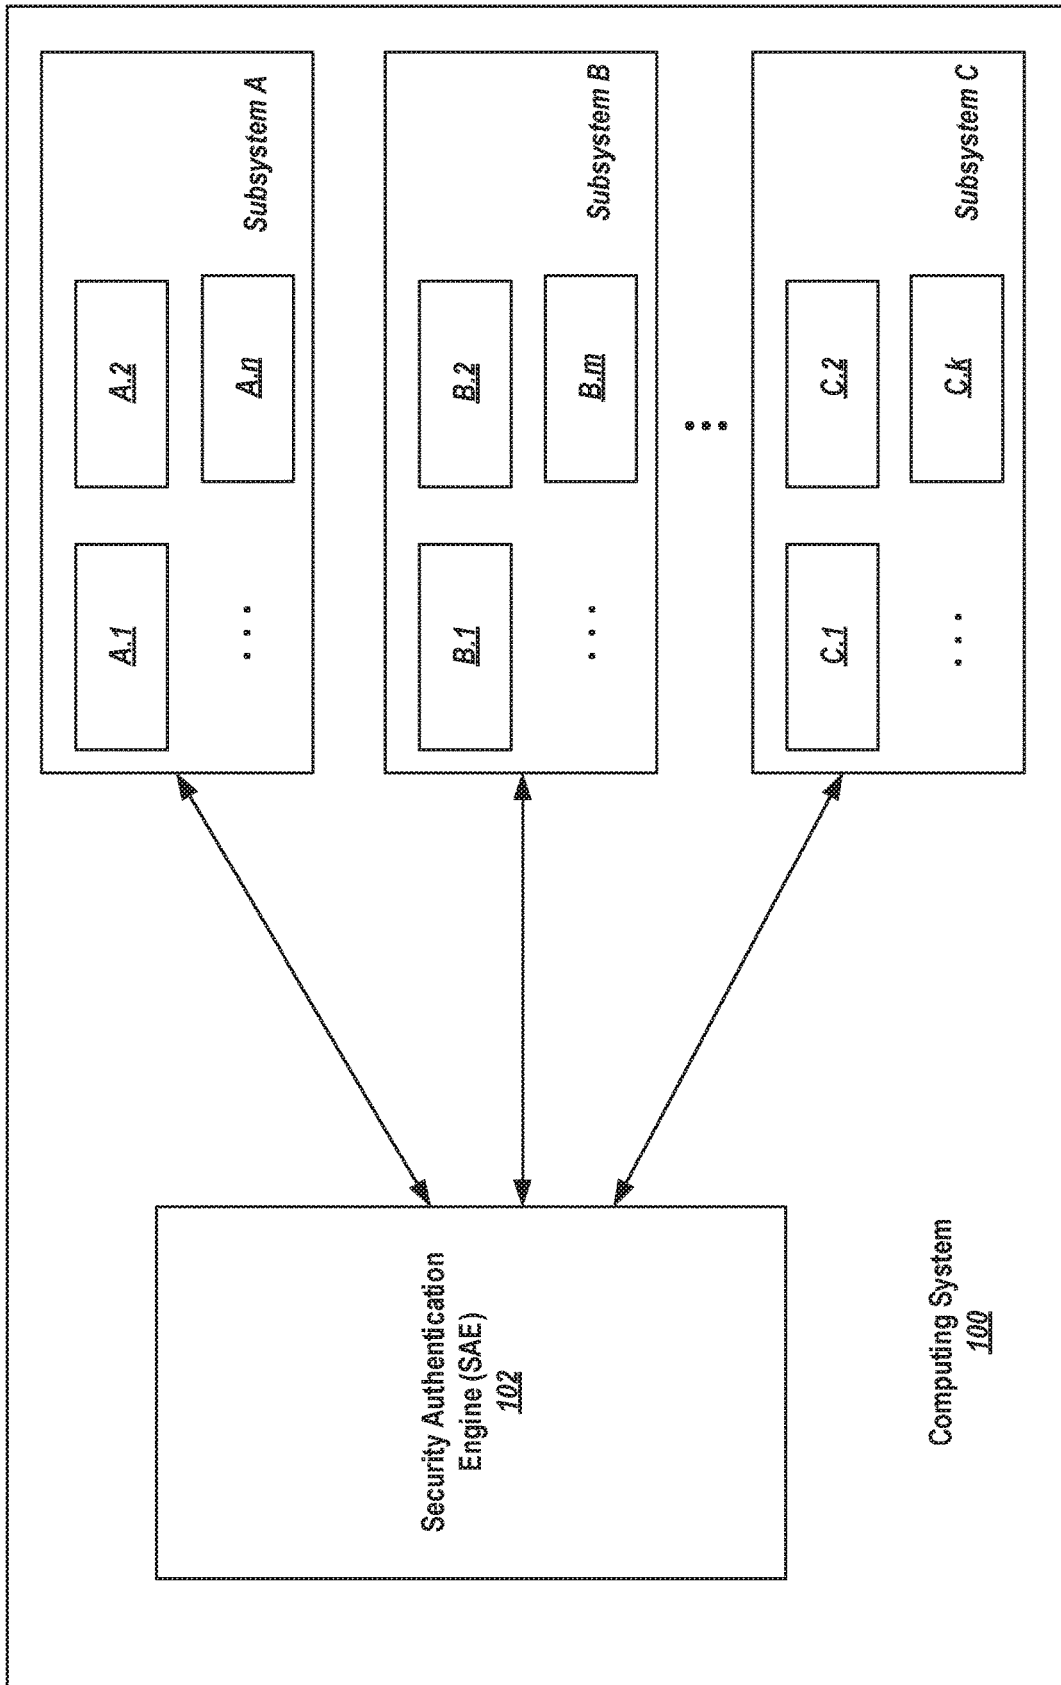 Security Authentication
Engine (SAE)
102
Computing System
100
A.1
A.2
. . .
A.n
Subsystem A
B.1
B.2
. . .
B.m
Subsystem B
C.1
C.2
. . .
C.k
Subsystem C